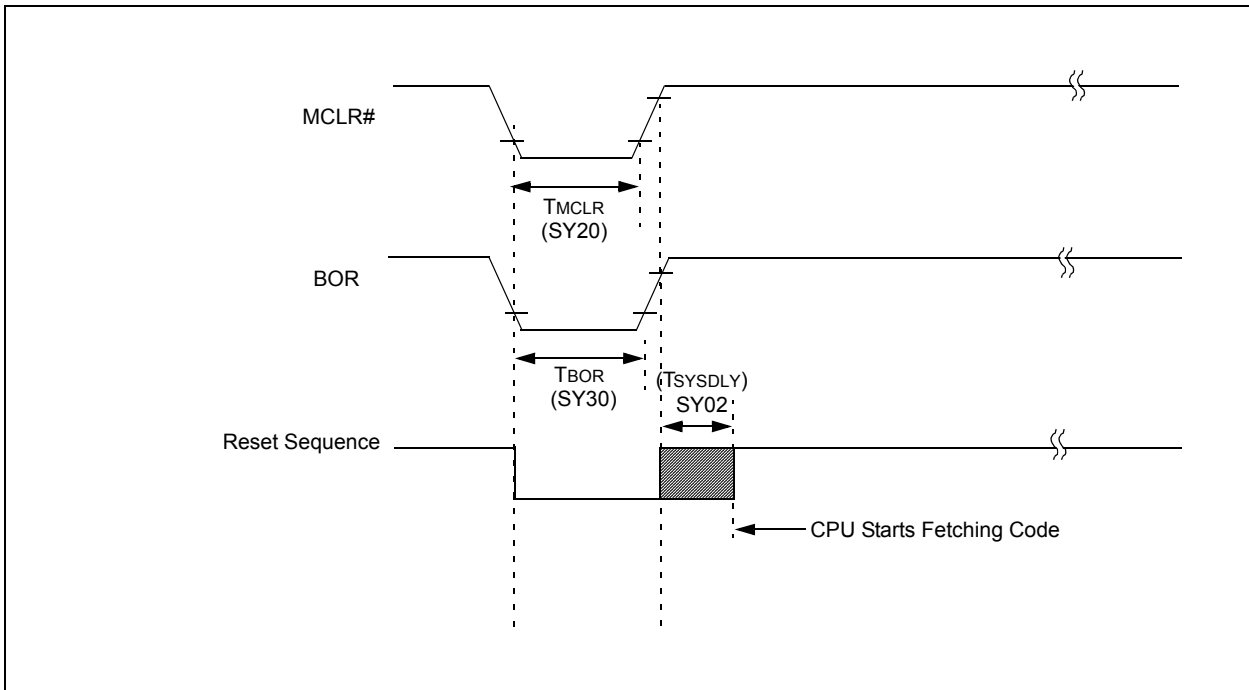 MCLR#
TMCLR
(SY20)
BOR
TBOR
(SY30)
(TSYSDLY)
SY02
Reset Sequence
CPU Starts Fetching Code